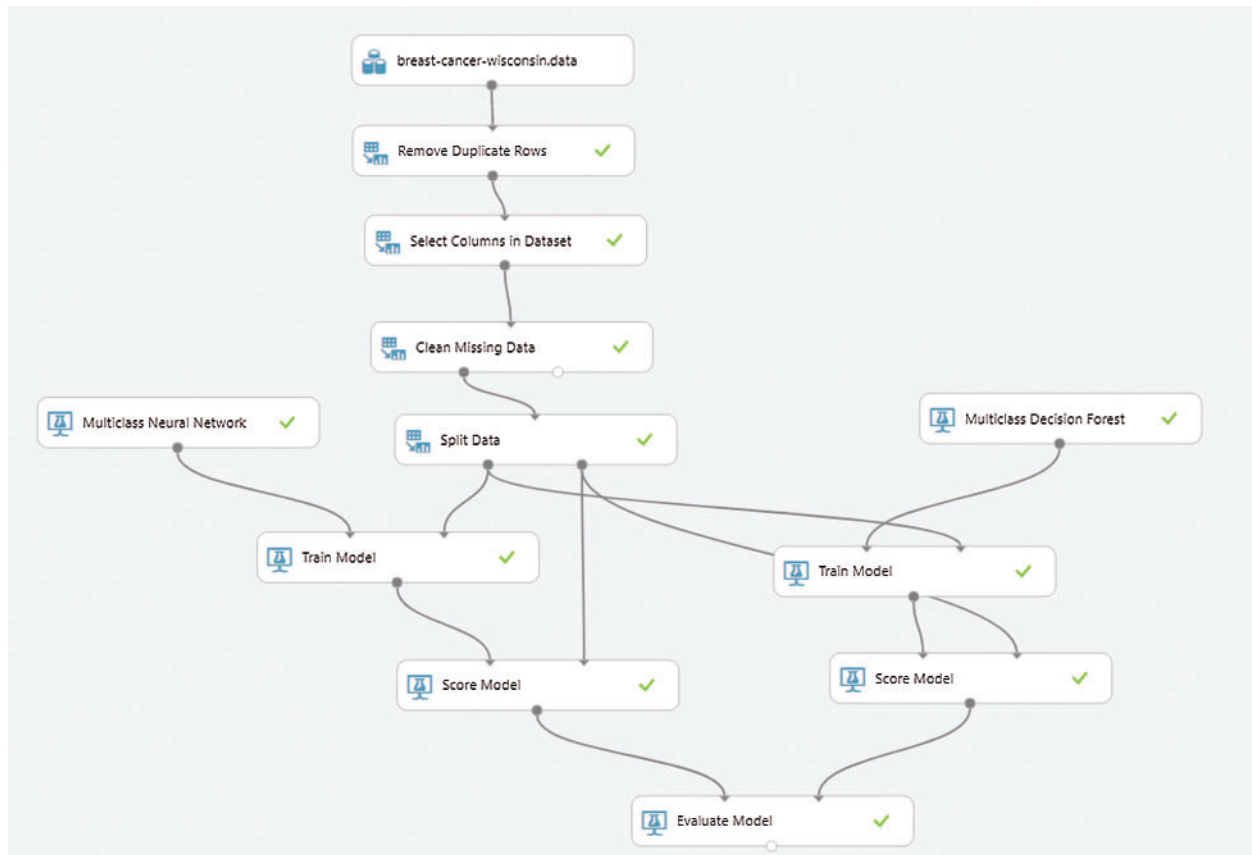 breast-cancer-wisconsin.data
Remove Duplicate Rows
Select Columns in Dataset
Clean Missing Data
Multiclass Neural Network
Multiclass Decision Forest
Split Data
Train Model
Train Model
Score Model
Score Model
Evaluate Model